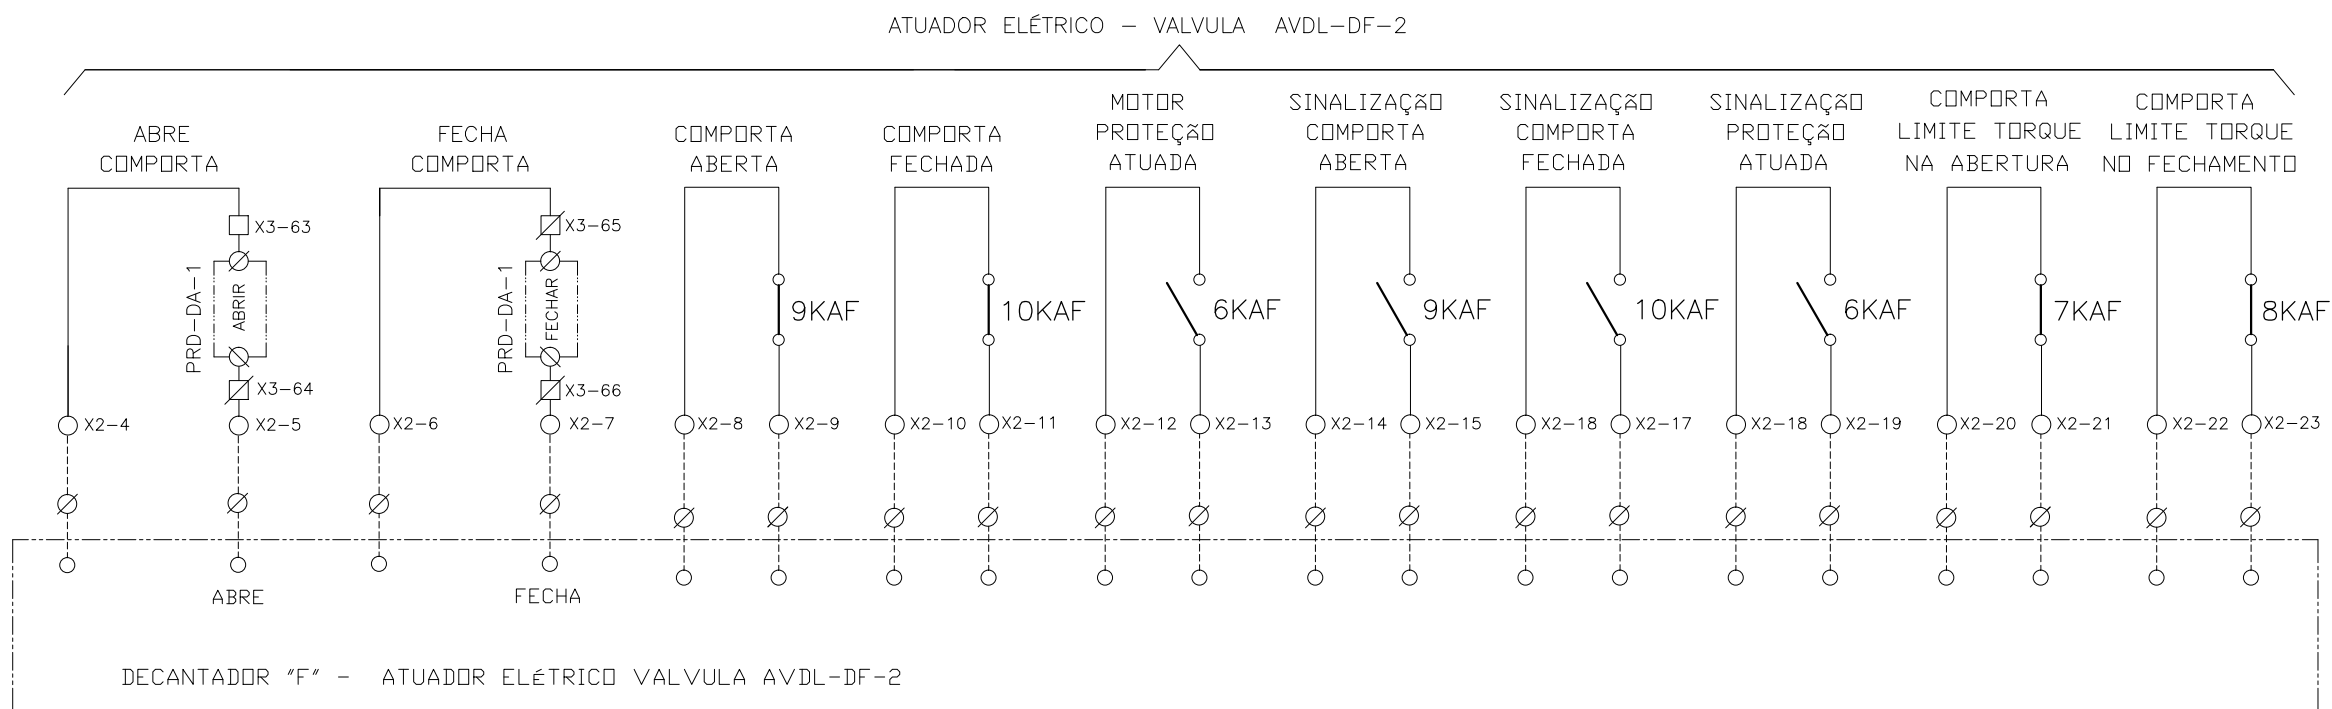 ATUADOR ELÉTRICO - VALVULA AVDL-DF-2
ABRE
COMPORTA
FECHA
COMPORTA
COMPORTA
ABERTA
COMPORTA
FECHADA
MOTOR
PROTEÇÃO
ATUADA
SINALIZAÇÃO
COMPORTA
ABERTA
SINALIZAÇÃO
COMPORTA
FECHADA
SINALIZAÇÃO
PROTEÇÃO
ATUADA
COMPORTA
LIMITE TORQUE
NA ABERTURA
COMPORTA
LIMITE TORQUE
NO FECHAMENTO
X3-63
PRD-DA-1
ABRIR
X3-64
X3-65
PRD-DA-1
FECHAR
X3-66
9KAF
10KAF
6KAF
9KAF
10KAF
6KAF
7KAF
8KAF
X2-4
X2-5
X2-6
X2-7
X2-8
X2-9
X2-10
X2-11
X2-12
X2-13
X2-14
X2-15
X2-18
X2-17
X2-18
X2-19
X2-20
X2-21
X2-22
X2-23
ABRE
FECHA
DECANTADOR "F" - ATUADOR ELÉTRICO VALVULA AVDL-DF-2